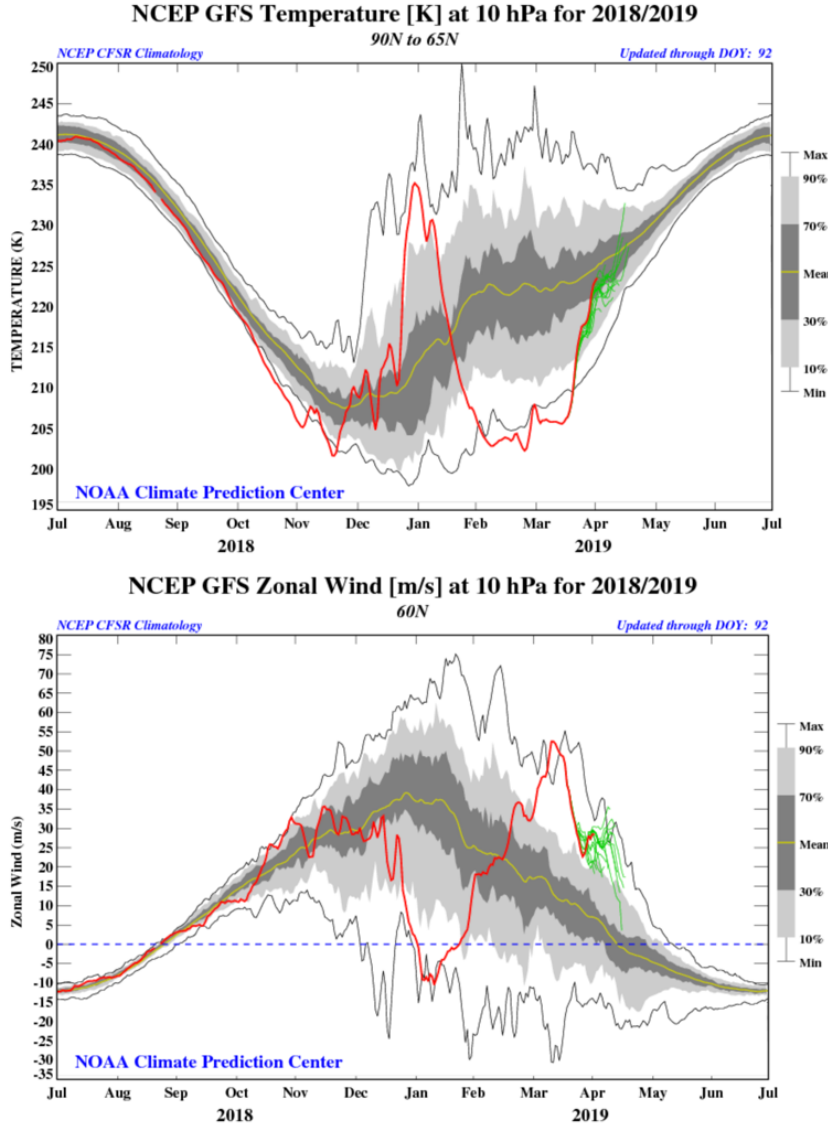 NCEP GFS Temperature [K] at 10 hPa for 2018/2019
90N to 65N
NCEP CFSR Climatology Updated through DOY: 92
TEMPERATURE (K)
250
245
240
235
230
225
220
215
210
205
200
195
Max
90%
70%
Mean
30%
10%
Min
NOAA Climate Prediction Center
Jul Aug Sep Oct Nov Dec Jan Feb Mar Apr May Jun Jul
2018 2019
NCEP GFS Zonal Wind [m/s] at 10 hPa for 2018/2019
60N
NCEP CFSR Climatology Updated through DOY: 92
Zonal Wind (m/s)
80
75
70
65
60
55
50
45
40
35
30
25
20
15
10
5
0
-5
-10
-15
-20
-25
-30
-35
Max
90%
70%
Mean
30%
10%
Min
NOAA Climate Prediction Center
Jul Aug Sep Oct Nov Dec Jan Feb Mar Apr May Jun Jul
2018 2019